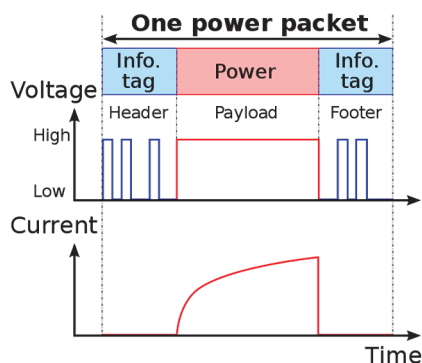 One power packet
Info.
tag
Power
Info.
tag
Voltage
Header
Payload
Footer
High
Low
Current
Time